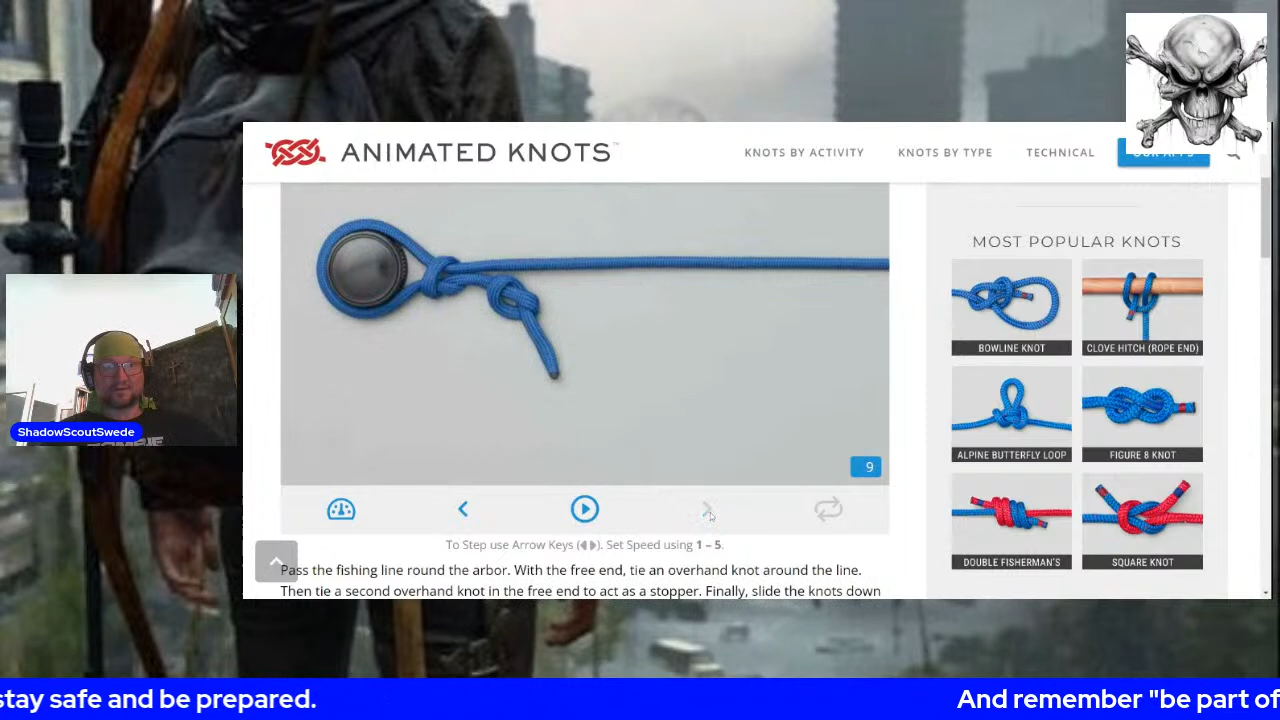 ANIMATED KNOTS™
KNOTS BY ACTIVITY
KNOTS BY TYPE
TECHNICAL
OUR APPS
MOST POPULAR KNOTS
BOWLINE KNOT
CLOVE HITCH (ROPE END)
ALPINE BUTTERFLY LOOP
FIGURE 8 KNOT
DOUBLE FISHERMAN'S
SQUARE KNOT
9
To Step use Arrow Keys (◀▶). Set Speed using 1 – 5.
Pass the fishing line round the arbor. With the free end, tie an overhand knot around the line.
Then tie a second overhand knot in the free end to act as a stopper. Finally, slide the knots down
ShadowScoutSwede
ZOMBIE
stay safe and be prepared.
And remember "be part of